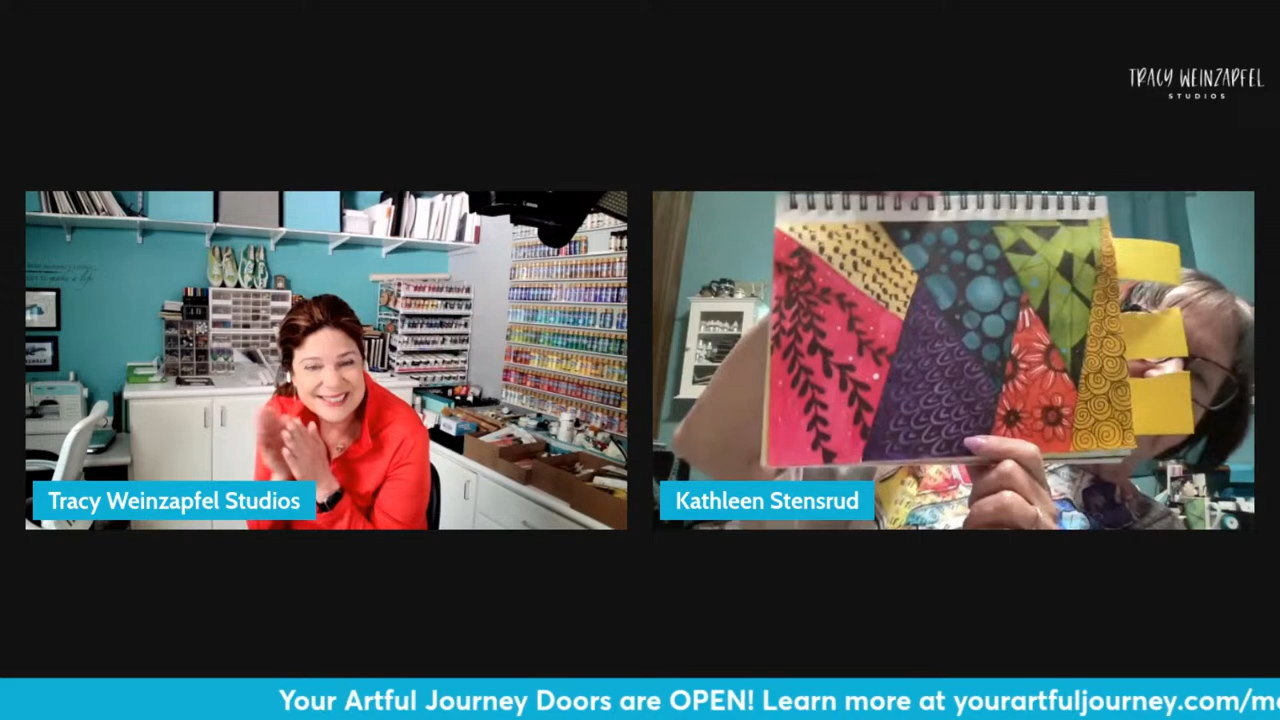 TRACY WEINZAPFEL
STUDIOS
Tracy Weinzapfel Studios
Kathleen Stensrud
Your Artful Journey Doors are OPEN! Learn more at yourartfuljourney.com/m